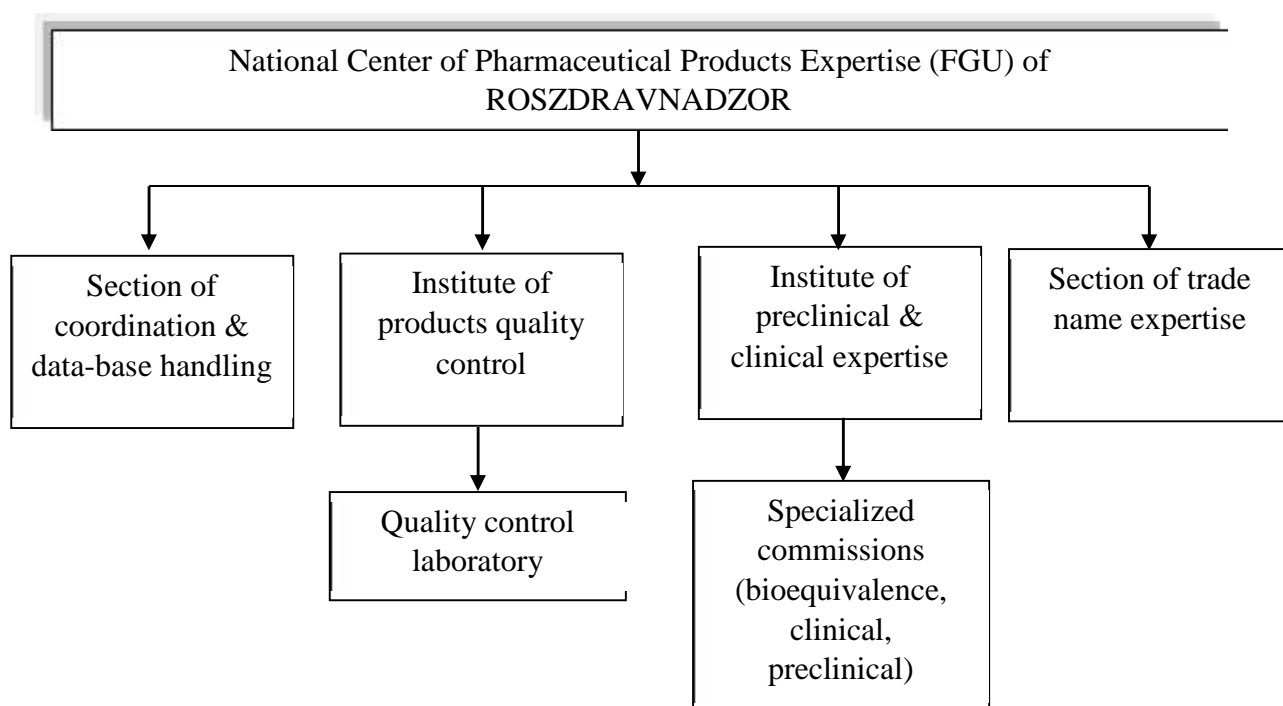 National Center of Pharmaceutical Products Expertise (FGU) of
ROSZDRAVNADZOR
Section of
coordination &
data-base handling
Institute of
products quality
control
Institute of
preclinical &
clinical expertise
Section of trade
name expertise
Quality control
laboratory
Specialized
commissions
(bioequivalence,
clinical,
preclinical)